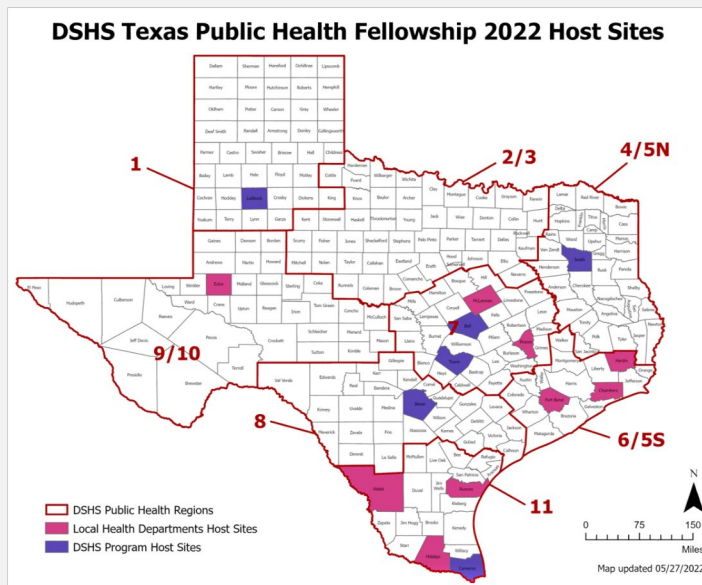 DSHS Texas Public Health Fellowship 2022 Host Sites
Dallam Sherman Hansford Ochiltree Lipscomb
Hartley Moore Hutchinson Roberts Hemphill
Oldham Potter Carson Gray Wheeler
Deaf Smith Randall Armstrong Donley Collingsworth
Parmer Castro Swisher Briscoe Hall Childress
1
2/3
4/5N
Bailey Lamb Hale Floyd Motley Cottle
Hardeman Foard Wilbarger Wichita
Cochran Hockley Lubbock Crosby Dickens King Knox Baylor Archer
Clay Montague Cooke Grayson Fannin Lamar Red River Bowie
Yoakum Terry Lynn Garza Kent Stonewall Haskell Throckmorton Young Jack Wise Denton Collin Hunt
Delta Hopkins Franklin Titus Camp Morris Cass
Gaines Dawson Borden Scurry Fisher Jones Shackelford Stephens Palo Pinto Parker Tarrant Dallas Rockwall Kaufman
Rains Wood Upshur Marion Harrison Van Zandt Smith Gregg
Andrews Martin Howard Mitchell Nolan Taylor Callahan Eastland Erath Hood Johnson Ellis
Henderson Rusk Panola
El Paso Hudspeth Culberson Loving Winkler Ector Midland Glasscock Sterling Coke Runnels Coleman Brown
Bosque Hill Navarro Freestone Anderson Cherokee Shelby
Reeves Ward Crane Upton Reagan Irion Tom Green Concho McCulloch San Saba Mills Hamilton Coryell McLennan Limestone
Leon Houston Nacogdoches Angelina Sabine
Jeff Davis Pecos Crockett Schleicher Menard Mason Llano Burnet Bell Falls Robertson Madison Trinity Polk Tyler Jasper
7
9/10
Presidio Brewster Terrell Sutton Kimble Gillespie Blanco Travis Williamson Milam Burleson Brazos Grimes Walker San Jacinto Hardin
Val Verde Edwards Real Kerr Bandera Kendall Comal Hays Caldwell Bastrop Lee Washington Montgomery Liberty Orange
Fayette Austin Harris Chambers Jefferson
8
Kinney Uvalde Medina Bexar Guadalupe Gonzales Lavaca Colorado Wharton Fort Bend Galveston
Brazoria Matagorda
Maverick Zavala Frio Atascosa Wilson Karnes DeWitt Victoria Jackson Calhoun Goliad
6/5S
Dimmit La Salle McMullen Live Oak Bee Refugio
Webb Duval Jim Wells San Patricio Aransas Nueces
Kleberg
11
Zapata Jim Hogg Brooks Kenedy
Starr Hidalgo Willacy
Cameron
DSHS Public Health Regions
Local Health Departments Host Sites
DSHS Program Host Sites
N
0 75 150
Miles
Map updated 05/27/2022